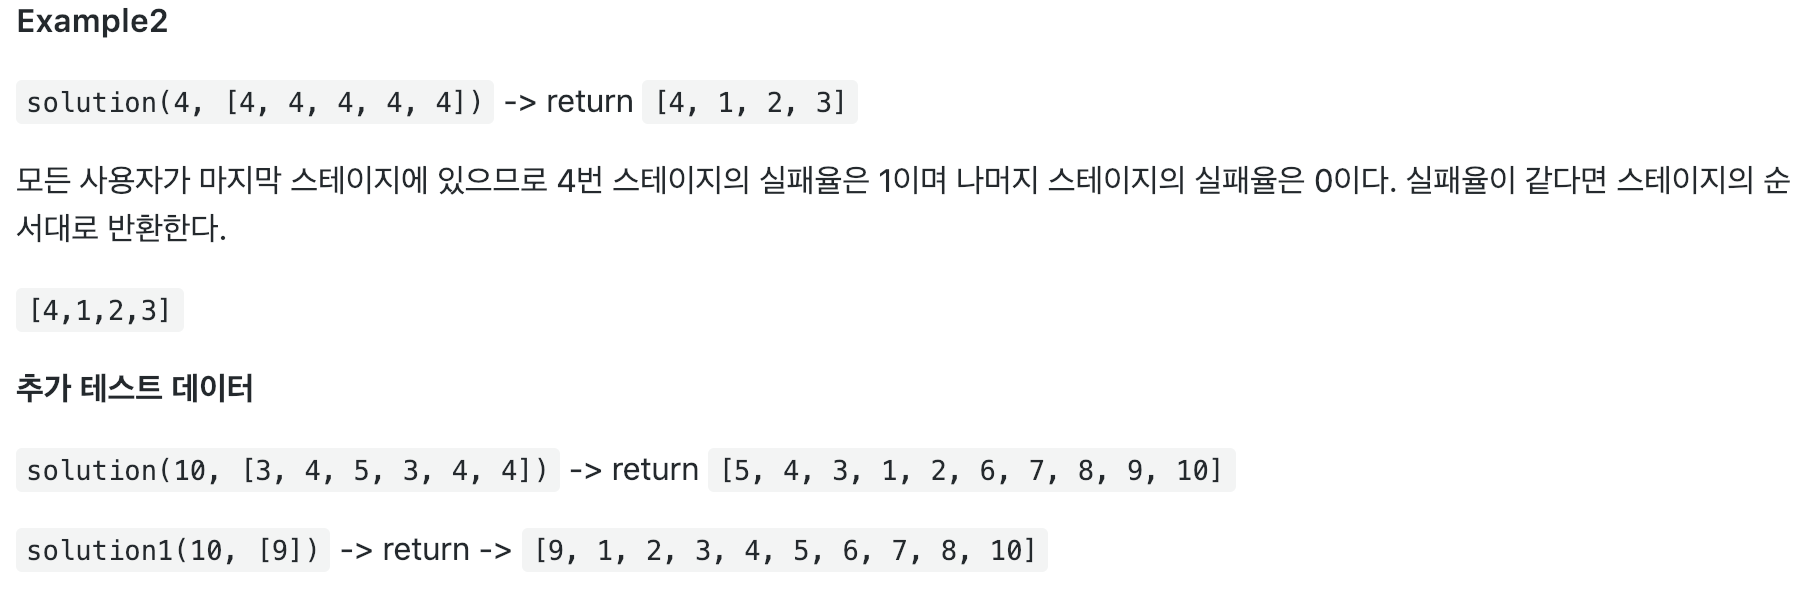 Example2
solution(4, [4, 4, 4, 4, 4]) -> return [4, 1, 2, 3]
모든 사용자가 마지막 스테이지에 있으므로 4번 스테이지의 실패율은 1이며 나머지 스테이지의 실패율은 0이다. 실패율이 같다면 스테이지의 순
서대로 반환한다.
[4,1,2,3]
추가 테스트 데이터
solution(10, [3, 4, 5, 3, 4, 4]) -> return [5, 4, 3, 1, 2, 6, 7, 8, 9, 10]
solution1(10, [9]) -> return -> [9, 1, 2, 3, 4, 5, 6, 7, 8, 10]